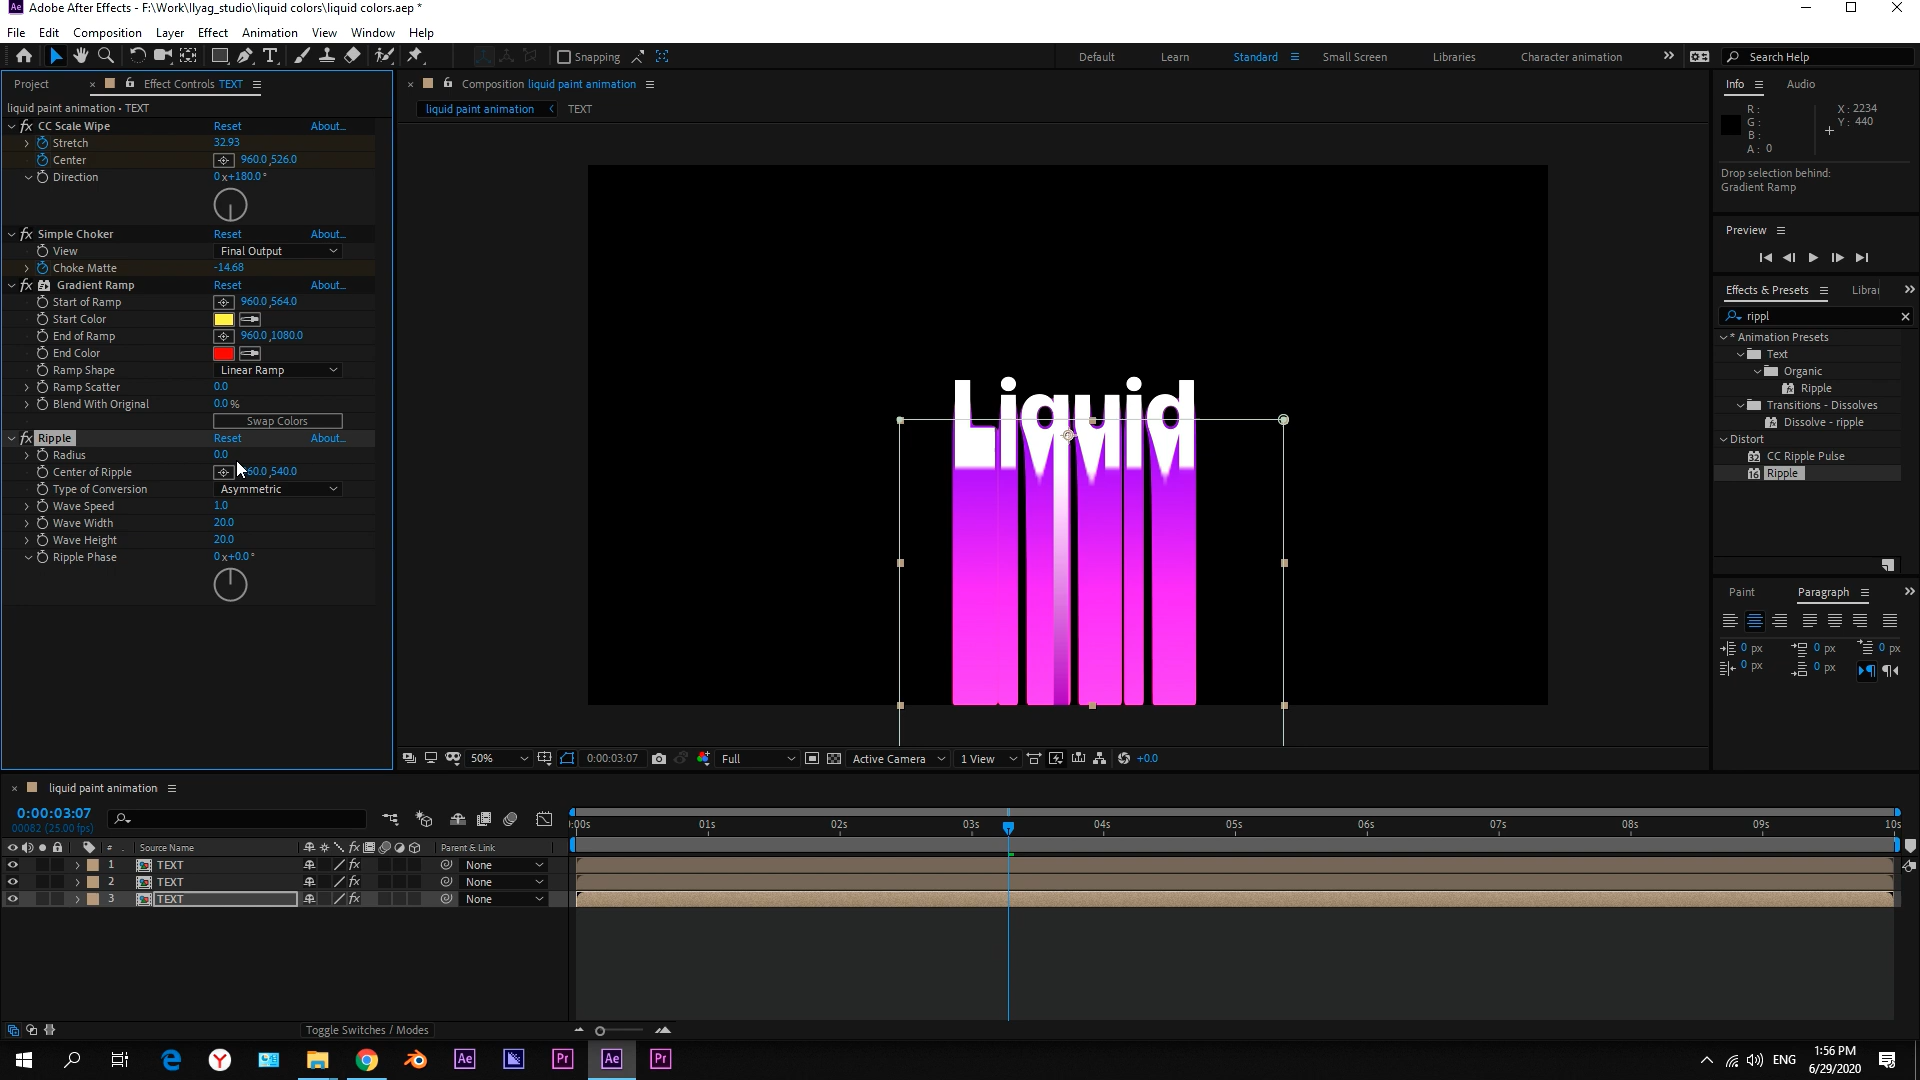 Adobe After Effects - F:\Work\Ilyag_studio\liquid colors\liquid colors.aep *
File Edit Composition Layer Effect Animation View Window Help
Snapping Default Learn Standard Small Screen Libraries Character animation Search Help
Project Effect Controls TEXT
liquid paint animation • TEXT
CC Scale Wipe Reset About...
Stretch 32.93
Center 960.0,526.0
Direction 0x+180.0°
Simple Choker Reset About...
View Final Output
Choke Matte -14.68
Gradient Ramp Reset About...
Start of Ramp 960.0,564.0
Start Color
End of Ramp 960.0,1080.0
End Color
Ramp Shape Linear Ramp
Ramp Scatter 0.0
Blend With Original 0.0 %
Swap Colors
Ripple Reset About...
Radius 0.0
Center of Ripple 60.0,540.0
Type of Conversion Asymmetric
Wave Speed 1.0
Wave Width 20.0
Wave Height 20.0
Ripple Phase 0x+0.0°
Composition liquid paint animation
liquid paint animation TEXT
Liquid
50% 0:00:03:07 Full Active Camera 1 View +0.0
Info Audio
R: X: 2234
G: Y: 440
B:
A: 0
Drop selection behind:
Gradient Ramp
Preview
Effects & Presets Librar
rippl
* Animation Presets
Text
Organic
Ripple
Transitions - Dissolves
Dissolve - ripple
Distort
CC Ripple Pulse
Ripple
Paint Paragraph
0 px 0 px 0 px
0 px 0 px
liquid paint animation
0:00:03:07
00082 (25.00 fps)
:00s 01s 02s 03s 04s 05s 06s 07s 08s 09s 10s
# Source Name Parent & Link
1 TEXT None
2 TEXT None
3 TEXT None
Toggle Switches / Modes
Ae Pr Ae Pr
ENG
1:56 PM
6/29/2020